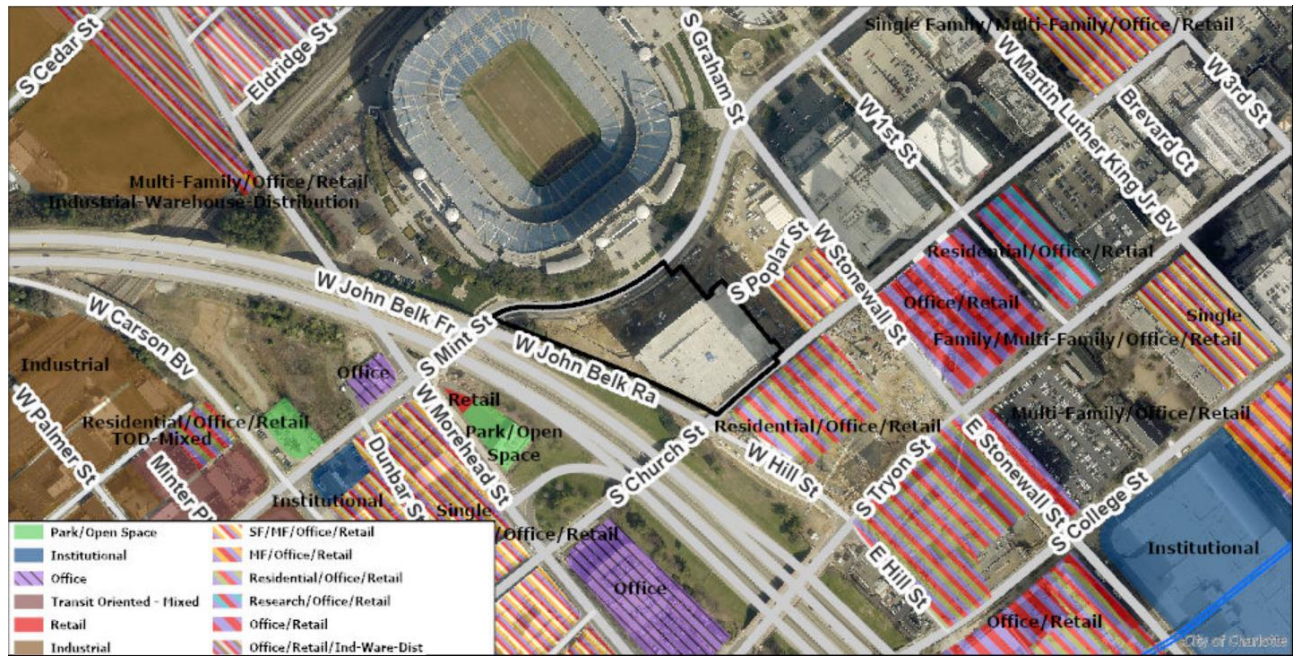 S Cedar St
Eldridge St
S Graham St
Single Family/Multi-Family/Office/Retail
W Martin Luther King Jr Bv
W 3rd St
Brevard Ct
W 1st St
Multi-Family/Office/Retail
Industrial-Warehouse-Distribution
S Poplar St
W Stonewall St
Residential/Office/Retial
Office/Retail
Single
Family/Multi-Family/Office/Retail
W John Belk Fr
W Carson Bv
S Mint St
W John Belk Ra
Industrial
Office
W Palmer St
Retail
Park/Open
Space
W Morehead St
Multi-Family/Office/Retail
Residential/Office/Retail
TOD-Mixed
Residential/Office/Retail
Minter Pl
Dunbar St
Institutional
Single
S Church St
W Hill St
S Tryon St
E Stonewall St
S College St
/Office/Retail
Institutional
Office
E Hill St
Office/Retail
Park/Open Space
Institutional
Office
Transit Oriented - Mixed
Retail
Industrial
SF/MF/Office/Retail
MF/Office/Retail
Residential/Office/Retail
Research/Office/Retail
Office/Retail
Office/Retail/Ind-Ware-Dist
City of Charlotte